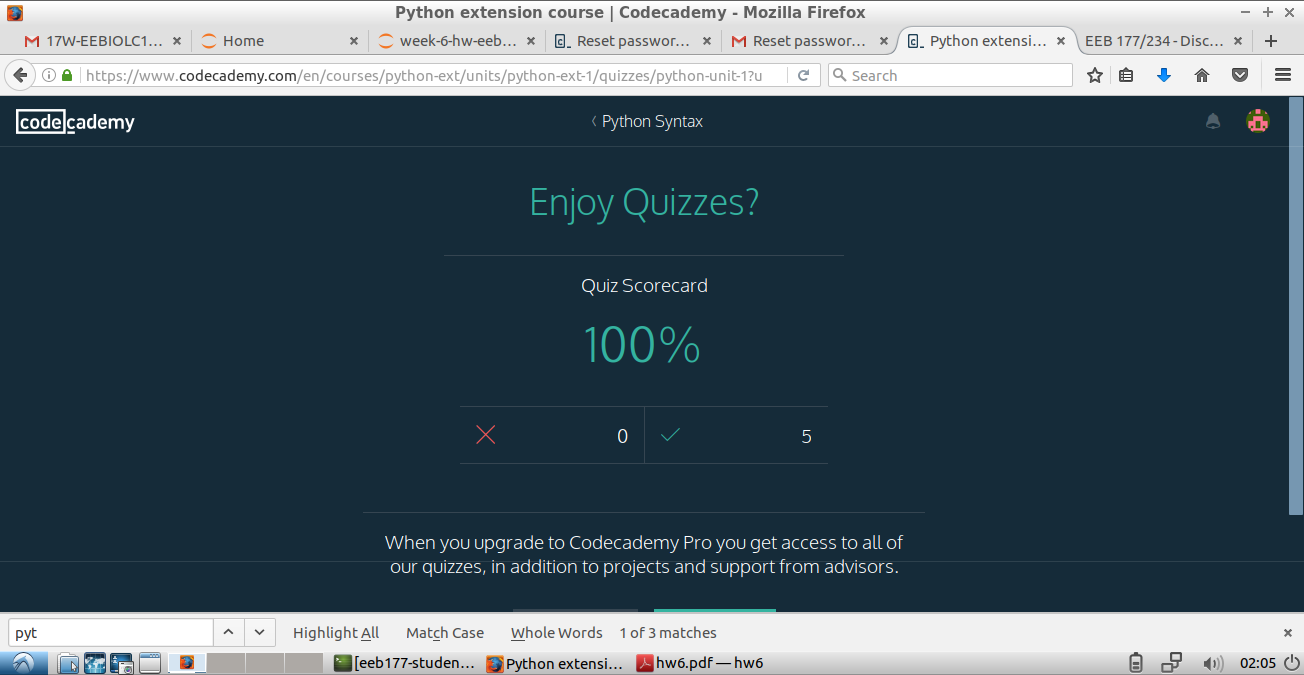 Python extension course | Codecademy - Mozilla Firefox
17W-EEBIOLC1... Home week-6-hw-eeb... Reset passwor... Reset passwor... Python extensi... EEB 177/234 - Disc...
https://www.codecademy.com/en/courses/python-ext/units/python-ext-1/quizzes/python-unit-1?u Search
codecademy Python Syntax
Enjoy Quizzes?
Quiz Scorecard
100%
0 5
When you upgrade to Codecademy Pro you get access to all of
our quizzes, in addition to projects and support from advisors.
pyt Highlight All Match Case Whole Words 1 of 3 matches
[eeb177-studen... Python extensi... hw6.pdf — hw6 02:05